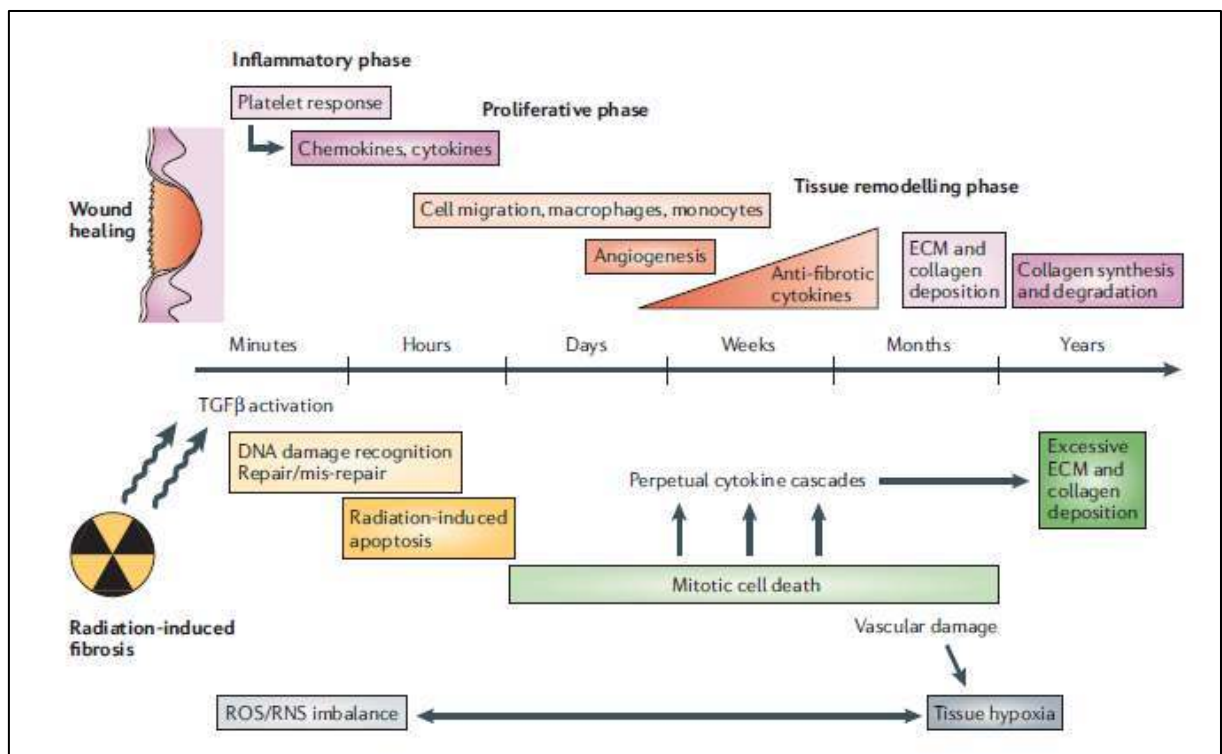 Inflammatory phase
Platelet response
Proliferative phase
Chemokines, cytokines
Tissue remodelling phase
Wound
healing
Cell migration, macrophages, monocytes
Angiogenesis
Anti-fibrotic
cytokines
ECM and
collagen
deposition
Collagen synthesis
and degradation
Minutes
Hours
Days
Weeks
Months
Years
TGFβ activation
DNA damage recognition
Repair/mis-repair
Radiation-induced
apoptosis
Perpetual cytokine cascades
Excessive
ECM and
collagen
deposition
Mitotic cell death
Radiation-induced
fibrosis
Vascular damage
ROS/RNS imbalance
Tissue hypoxia